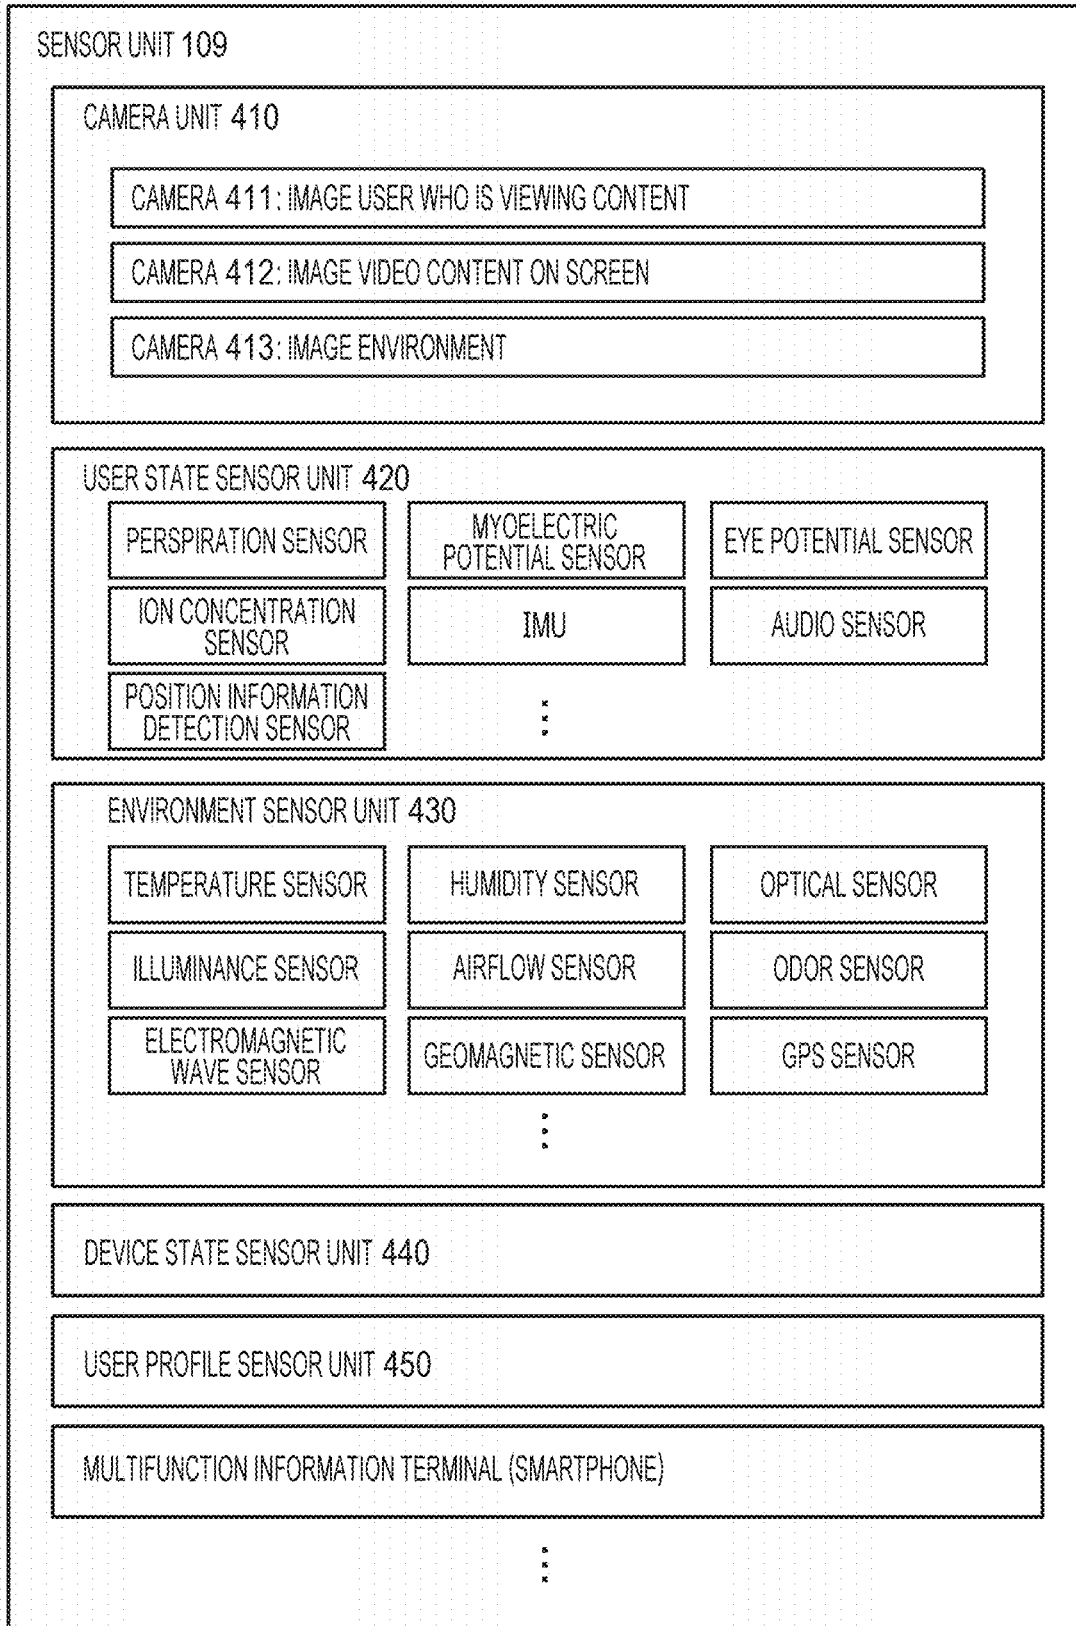 SENSOR UNIT 109
CAMERA UNIT 410
CAMERA 411: IMAGE USER WHO IS VIEWING CONTENT
CAMERA 412: IMAGE VIDEO CONTENT ON SCREEN
CAMERA 413: IMAGE ENVIRONMENT
USER STATE SENSOR UNIT 420
PERSPIRATION SENSOR
MYOELECTRIC
POTENTIAL SENSOR
EYE POTENTIAL SENSOR
ION CONCENTRATION
SENSOR
IMU
AUDIO SENSOR
POSITION INFORMATION
DETECTION SENSOR
ENVIRONMENT SENSOR UNIT 430
TEMPERATURE SENSOR
HUMIDITY SENSOR
OPTICAL SENSOR
ILLUMINANCE SENSOR
AIRFLOW SENSOR
ODOR SENSOR
ELECTROMAGNETIC
WAVE SENSOR
GEOMAGNETIC SENSOR
GPS SENSOR
DEVICE STATE SENSOR UNIT 440
USER PROFILE SENSOR UNIT 450
MULTIFUNCTION INFORMATION TERMINAL (SMARTPHONE)